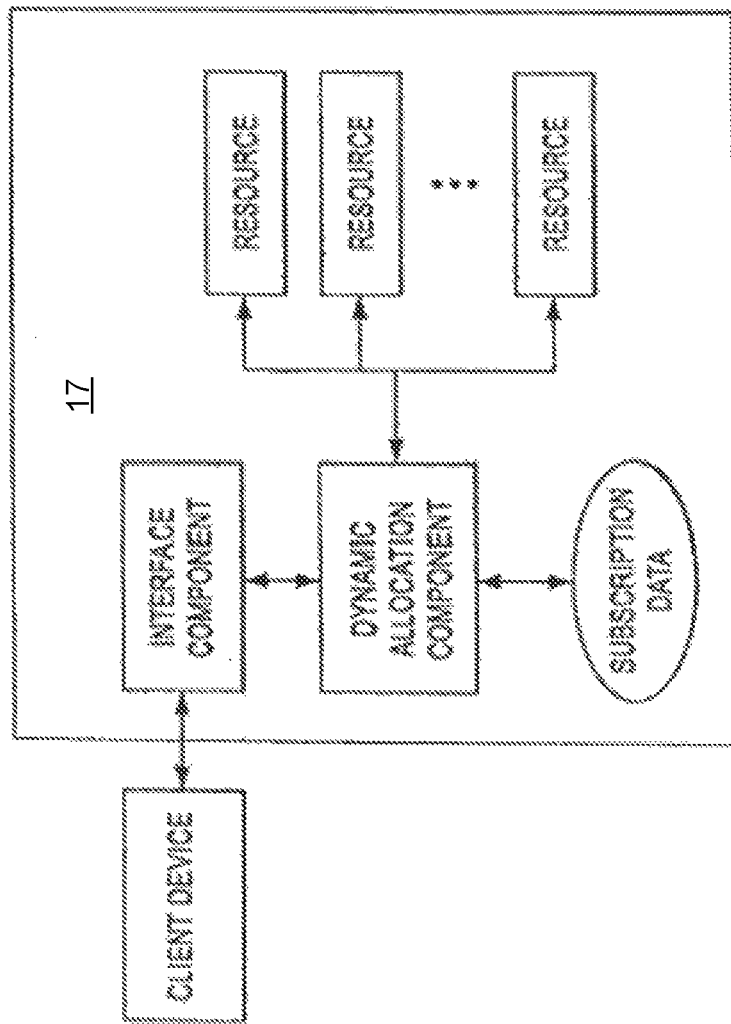 17
CLIENT DEVICE
INTERFACE
COMPONENT
DYNAMIC
ALLOCATION
COMPONENT
SUBSCRIPTION
DATA
RESOURCE
RESOURCE
RESOURCE